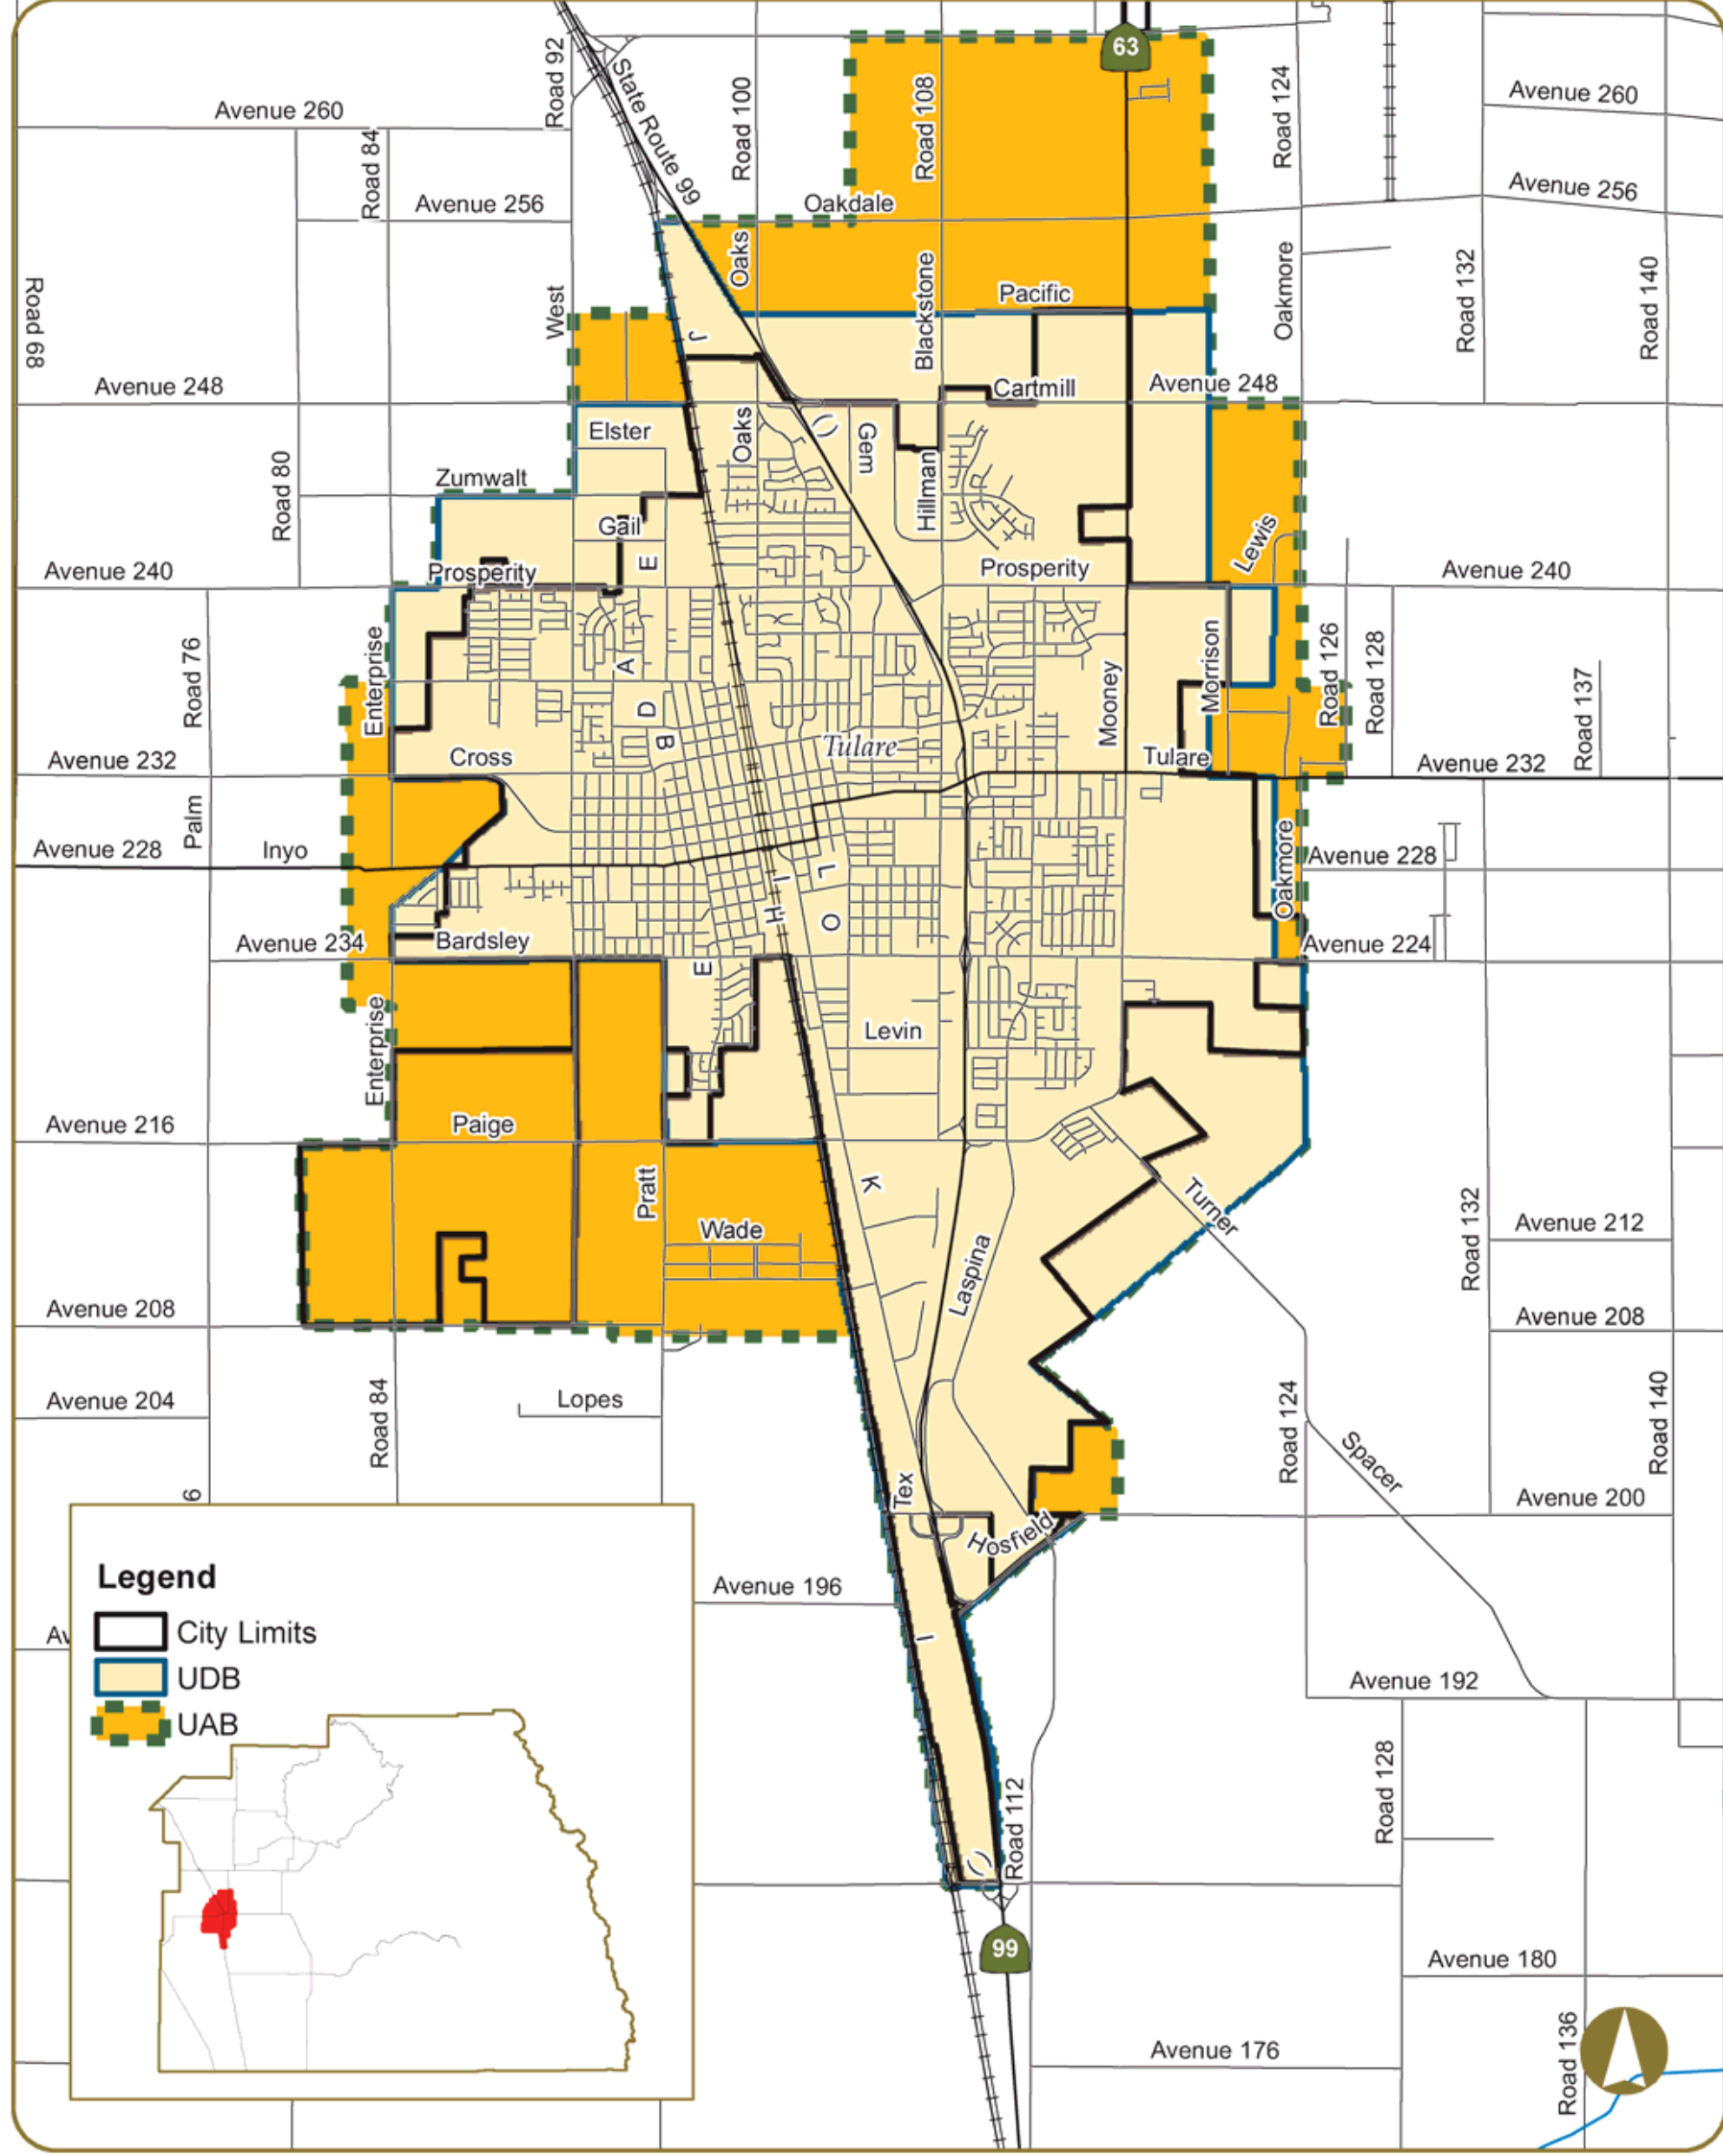 63
Road 92
State Route 99
Road 100
Road 108
Road 124
Avenue 260
Avenue 260
Road 84
Avenue 256
Oakdale
Avenue 256
Road 68
West
Oaks
Blackstone
Pacific
Oakmore
Road 132
Road 140
J
Avenue 248
Cartmill
Avenue 248
Elster
Oaks
Gem
Hillman
Road 80
Zumwalt
Gail
E
Lewis
Avenue 240
Prosperity
Prosperity
Avenue 240
Road 76
Enterprise
A
D
B
Tulare
Mooney
Morrison
Road 126
Road 128
Road 137
Avenue 232
Cross
Tulare
Avenue 232
Palm
Avenue 228
Inyo
I
L
Oakmore
Avenue 228
H
O
Avenue 234
Bardsley
E
Avenue 224
Enterprise
Levin
Avenue 216
Paige
Pratt
K
Wade
Turner
Laspina
Road 132
Avenue 212
Avenue 208
Avenue 208
Avenue 204
Road 84
Lopes
Road 124
Spacer
Road 140
6
Tex
Avenue 200
Hosfield
Avenue 196
I
Av
Legend
City Limits
UDB
UAB
Avenue 192
Road 112
Road 128
99
Avenue 180
Avenue 176
Road 136